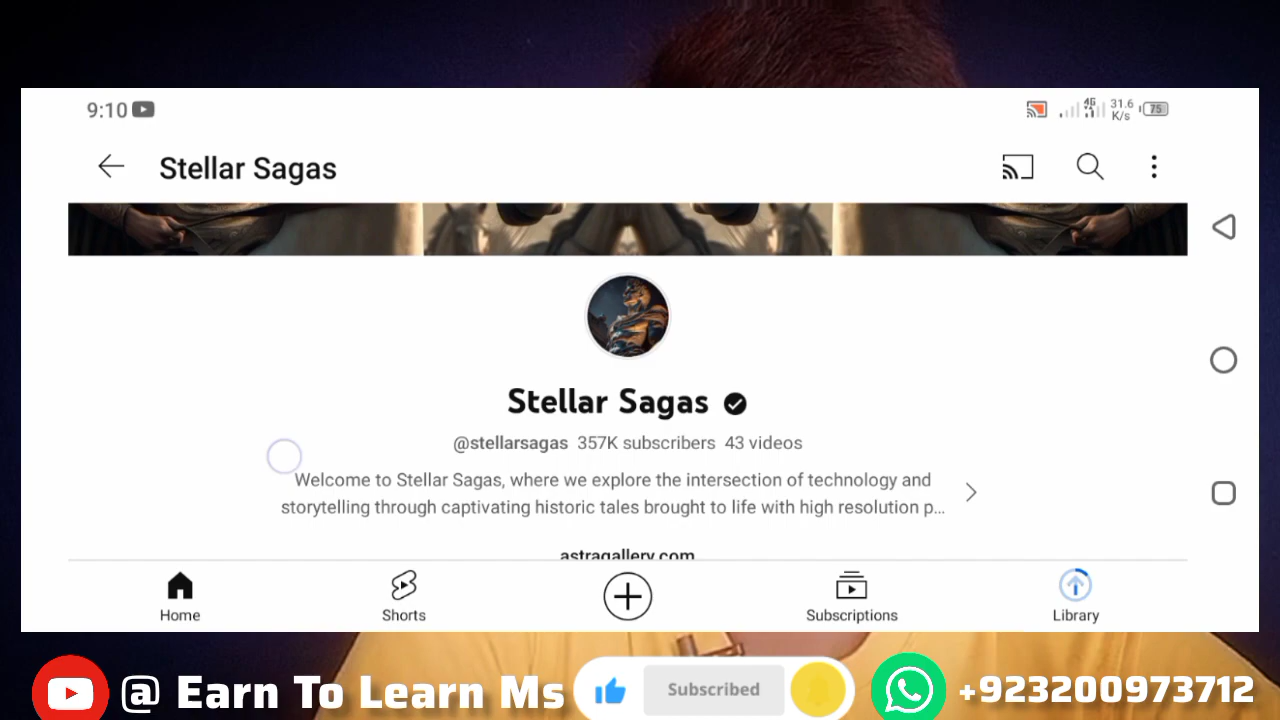 9:10 4G 31.6 K/s 75
Stellar Sagas
Stellar Sagas
@stellarsagas 357K subscribers 43 videos
Welcome to Stellar Sagas, where we explore the intersection of technology and
storytelling through captivating historic tales brought to life with high resolution p...
astragallery.com
Home Shorts Subscriptions Library
@ Earn To Learn Ms Subscribed +923200973712